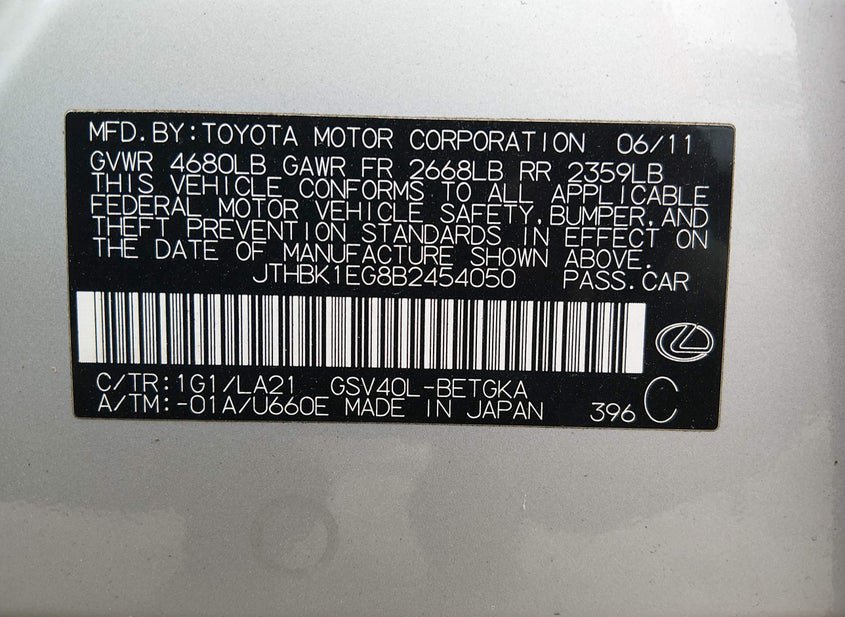 MFD.BY:TOYOTA MOTOR CORPORATION 06/11
GVWR 4680LB GAWR FR 2668LB RR 2359LB
THIS VEHICLE CONFORMS TO ALL APPLICABLE
FEDERAL MOTOR VEHICLE SAFETY,BUMPER,AND
THEFT PREVENTION STANDARDS IN EFFECT ON
THE DATE OF MANUFACTURE SHOWN ABOVE.
JTHBK1EG8B2454050 PASS.CAR
C/TR:1G1/LA21 GSV40L-BETGKA
A/TM:-01A/U660E MADE IN JAPAN 396 C